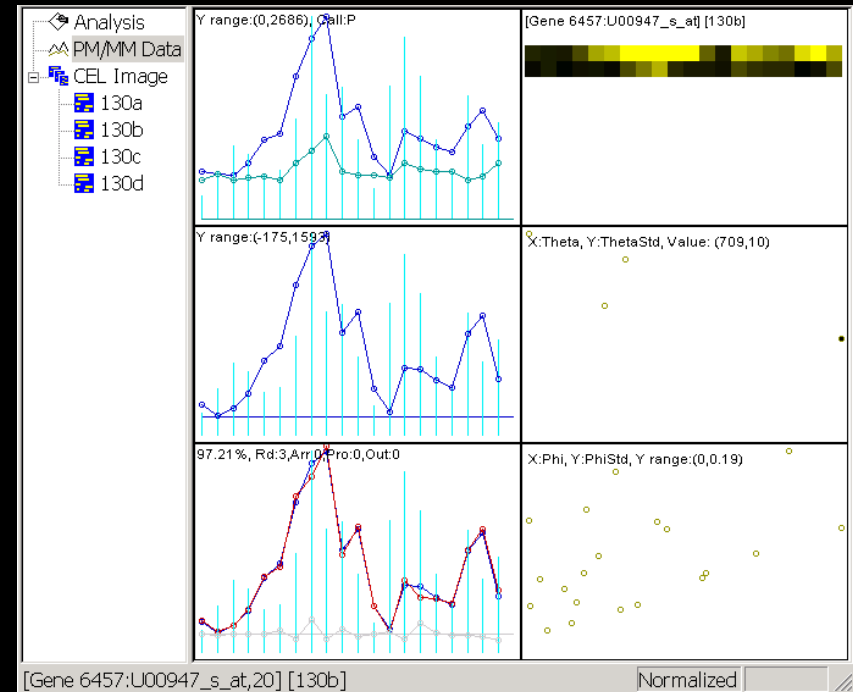 Analysis
PM/MM Data
CEL Image
130a
130b
130c
130d
Y range:(0,2686), Call:P
[Gene 6457:U00947_s_at] [130b]
Y range:(-175,1593)
X:Theta, Y:ThetaStd, Value: (709,10)
97.21%, Rd:3,Arr:0,Pro:0,Out:0
X:Phi, Y:PhiStd, Y range:(0,0.19)
[Gene 6457:U00947_s_at,20] [130b]
Normalized